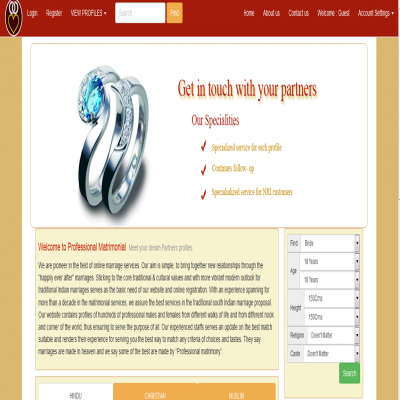 Login Register VIEW PROFILES Search Find Home About us Contact us Welcome : Guest Account Settings
Get in touch with your partners
Our Specialities
Specialized service for each profile
Continues follow- up
Specialialized service for NRI customers
Welcome to Professional Matrimonial Meet your dream Partners profiles
We are pioneer in the field of online marriage services. Our aim is simple, to bring together new relationships through the
"happily ever after" marriages. Sticking to the core traditional & cultural values and with more vibrant modern outlook for
traditional Indian marriages serves as the basic need of our website and online registration. With an experience spanning for
more than a decade in the matrimonial services. we assure the best services in the traditional south Indian marriage proposal.
Our website contains profiles of hundreds of professional males and females from different walks of life and from different nook
and corner of the world, thus ensuring to serve the purpose of all. Our experienced staffs serves an update on the best match
suitable and renders their experience for serving you the best way to match any criteria of choices and tastes. They say
marriages are made in heaven and we say some of the best are made by "Professional matrimony".
Find Bride
Age 18 Years
18 Years
Height 150Cms
150Cms
Religion Doen't Matter
Caste Doen't Matter
Search
HINDU CHRISTIAN MUSLIM